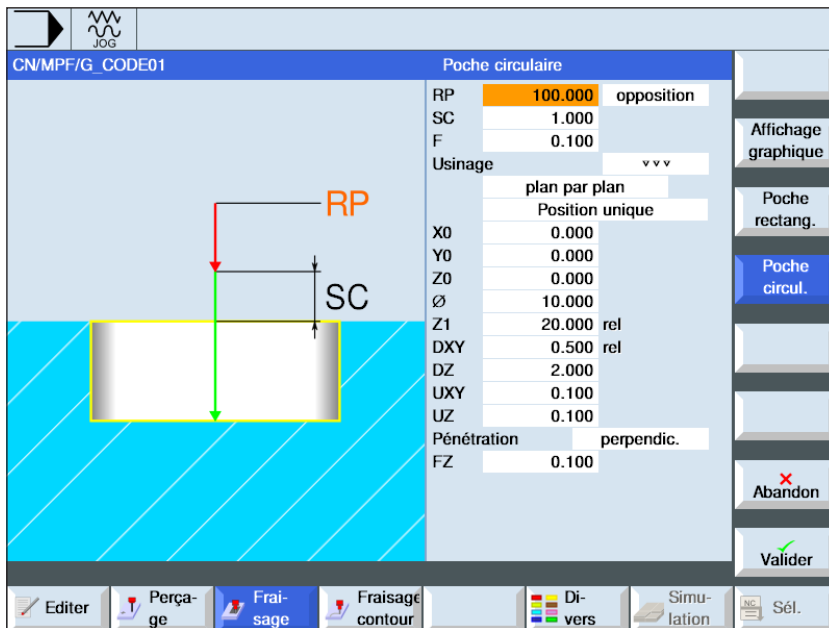 JOG
CN/MPF/G_CODE01
Poche circulaire
RP 100.000 opposition
SC 1.000
F 0.100
Usinage ▿▿▿
plan par plan
Position unique
X0 0.000
Y0 0.000
Z0 0.000
Ø 10.000
Z1 20.000 rel
DXY 0.500 rel
DZ 2.000
UXY 0.100
UZ 0.100
Pénétration perpendic.
FZ 0.100
RP
SC
Affichage
graphique
Poche
rectang.
Poche
circul.
Abandon
Valider
Editer
Perça-
ge
Frai-
sage
Fraisage
contour
Di-
vers
Simu-
lation
NC
Sél.